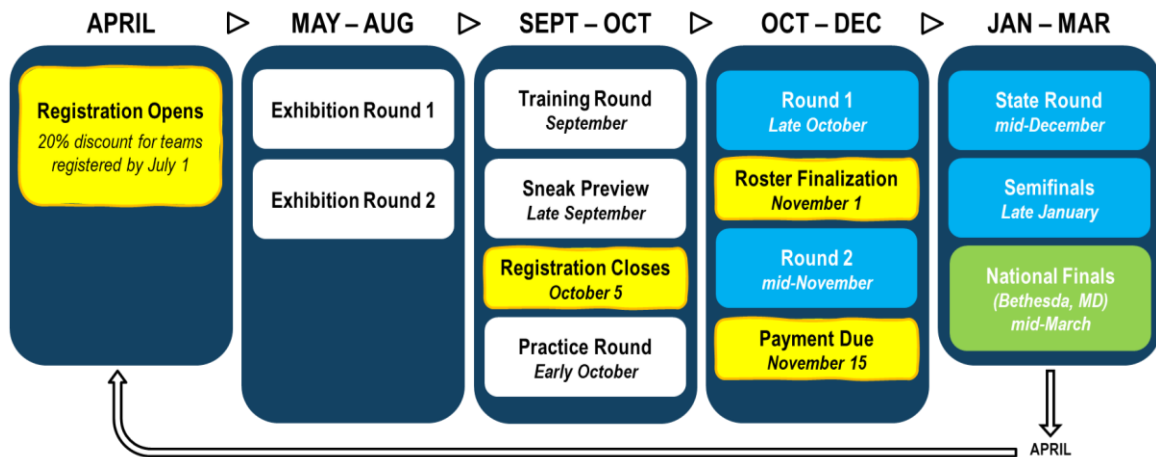 APRIL
MAY – AUG
SEPT – OCT
OCT – DEC
JAN – MAR
Registration Opens
20% discount for teams
registered by July 1
Exhibition Round 1
Exhibition Round 2
Training Round
September
Sneak Preview
Late September
Registration Closes
October 5
Practice Round
Early October
Round 1
Late October
Roster Finalization
November 1
Round 2
mid-November
Payment Due
November 15
State Round
mid-December
Semifinals
Late January
National Finals
(Bethesda, MD)
mid-March
APRIL